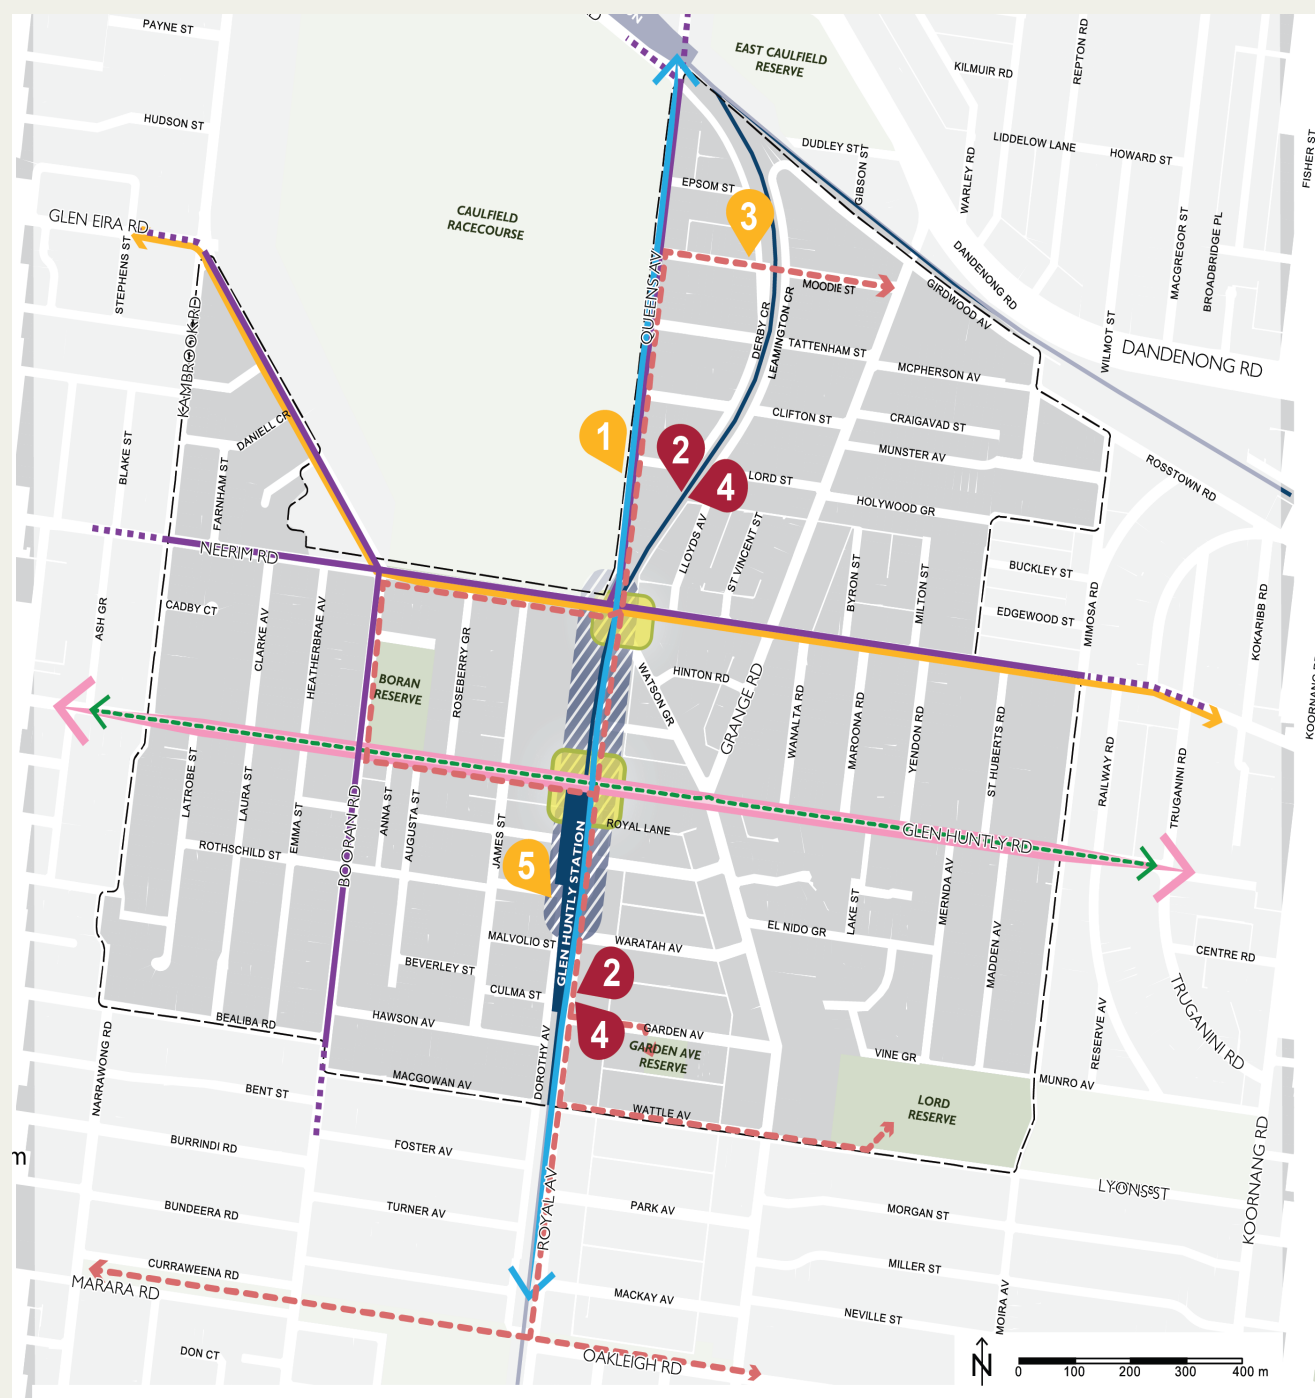 PAYNE ST
EAST CAULFIELD
RESERVE
KILMUIR RD
REPTON RD
HUDSON ST
DUDLEY ST
GIBSON ST
LIDDELOW LANE
HOWARD ST
FISHER ST
WARLEY RD
EPSOM ST
3
GLEN EIRA RD
CAULFIELD
RACECOURSE
STEPHENS ST
QUEENS AV
MOODIE ST
GIRDWOOD AV
DANDENONG RD
MACGREGOR ST
BROADBRIDGE PL
KAMBROOK RD
DERBY CR
LEAMINGTON CR
TATTENHAM ST
MCPHERSON AV
WILMOT ST
DANDENONG RD
DANIELL CR
BLAKE ST
1
CLIFTON ST
CRAIGAVAD ST
2
MUNSTER AV
FARNHAM ST
4
LORD ST
HOLYWOOD GR
ROSSTOWN RD
NEERIM RD
LLOYDS AV
ST VINCENT ST
BYRON ST
MILTON ST
BUCKLEY ST
EDGEWOOD ST
MIMOSA RD
KOKARIBB RD
ASH GR
CADBY CT
CLARKE AV
HEATHERBRAE AV
ROSEBERRY GR
BORAN
RESERVE
WATSON GR
HINTON RD
GRANGE RD
WANALTA RD
MAROONA RD
YENDON RD
ST HUBERTS RD
RAILWAY RD
TRUGANINI RD
KOORNANG RD
LATROBE ST
LAURA ST
EMMA ST
BOORAN RD
ANNA ST
AUGUSTA ST
JAMES ST
ROYAL LANE
GLEN HUNTLY RD
ROTHSCHILD ST
5
GLEN HUNTLY STATION
MERNDA AV
LAKE ST
EL NIDO GR
MADDEN AV
MALVOLIO ST
WARATAH AV
CENTRE RD
BEVERLEY ST
CULMA ST
2
TRUGANINI RD
BEALIBA RD
HAWSON AV
4
GARDEN AV
GARDEN AVE
RESERVE
NARRAWONG RD
DOROTHY AV
VINE GR
RESERVE AV
MUNRO AV
BENT ST
MACGOWAN AV
WATTLE AV
LORD
RESERVE
BURRINDI RD
FOSTER AV
KOORNANG RD
m
BUNDEERA RD
TURNER AV
ROYAL AV
PARK AV
MORGAN ST
CURRAWEENA RD
MARARA RD
MACKAY AV
MILLER ST
NEVILLE ST
MOIRA AV
DON CT
OAKLEIGH RD
N
0 100 200 300 400 m